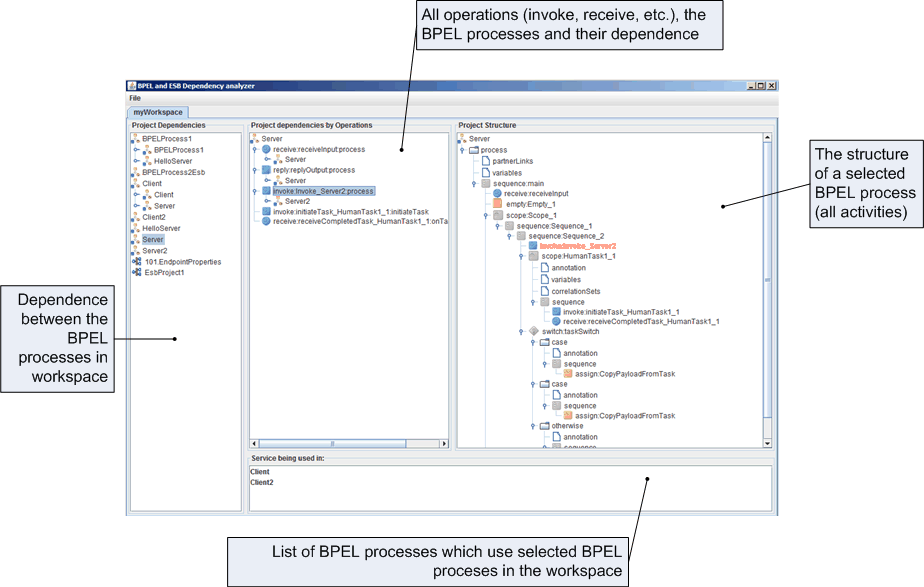 All operations (invoke, receive, etc.), the
BPEL processes and their dependence
BPEL and ESB Dependency analyzer
File
myWorkspace
Project Dependencies
BPELProcess1
BPELProcess1
HelloServer
BPELProcess2Esb
Client
Client
Server
Client2
HelloServer
Server
Server2
101.EndpointProperties
EsbProject1
Project dependencies by Operations
Server
receive:receiveInput:process
Server
reply:replyOutput:process
Server
invoke:Invoke_Server2:process
Server2
invoke:initiateTask_HumanTask1_1:initiateTask
receive:receiveCompletedTask_HumanTask1_1:onTa
Project Structure
Server
process
partnerLinks
variables
sequence:main
receive:receiveInput
empty:Empty_1
scope:Scope_1
sequence:Sequence_1
sequence:Sequence_2
invoke:Invoke_Server2
scope:HumanTask1_1
annotation
variables
correlationSets
sequence
invoke:initiateTask_HumanTask1_1
receive:receiveCompletedTask_HumanTask1_1
switch:taskSwitch
case
annotation
sequence
assign:CopyPayloadFromTask
case
annotation
sequence
assign:CopyPayloadFromTask
otherwise
annotation
sequence
Service being used in:
Client
Client2
The structure
of a selected
BPEL process
(all activities)
Dependence
between the
BPEL
processes in
workspace
List of BPEL processes which use selected BPEL
proceses in the workspace